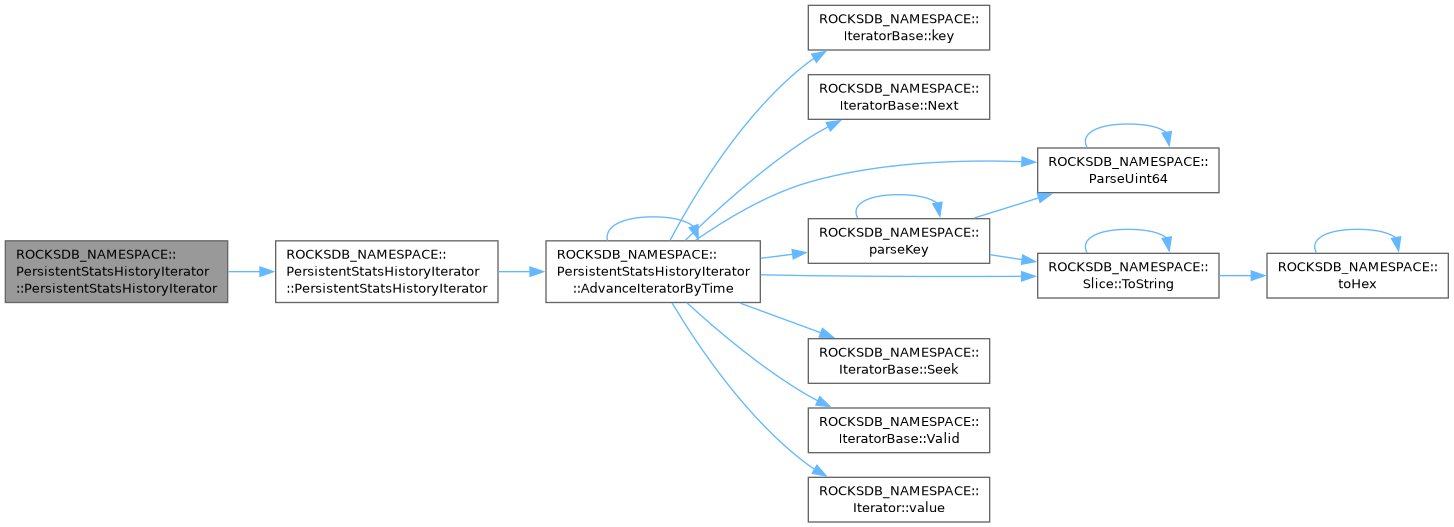 ROCKSDB_NAMESPACE::
PersistentStatsHistoryIterator
::PersistentStatsHistoryIterator
ROCKSDB_NAMESPACE::
PersistentStatsHistoryIterator
::PersistentStatsHistoryIterator
ROCKSDB_NAMESPACE::
PersistentStatsHistoryIterator
::AdvanceIteratorByTime
ROCKSDB_NAMESPACE::
IteratorBase::key
ROCKSDB_NAMESPACE::
IteratorBase::Next
ROCKSDB_NAMESPACE::
ParseUint64
ROCKSDB_NAMESPACE::
parseKey
ROCKSDB_NAMESPACE::
Slice::ToString
ROCKSDB_NAMESPACE::
toHex
ROCKSDB_NAMESPACE::
IteratorBase::Seek
ROCKSDB_NAMESPACE::
IteratorBase::Valid
ROCKSDB_NAMESPACE::
Iterator::value